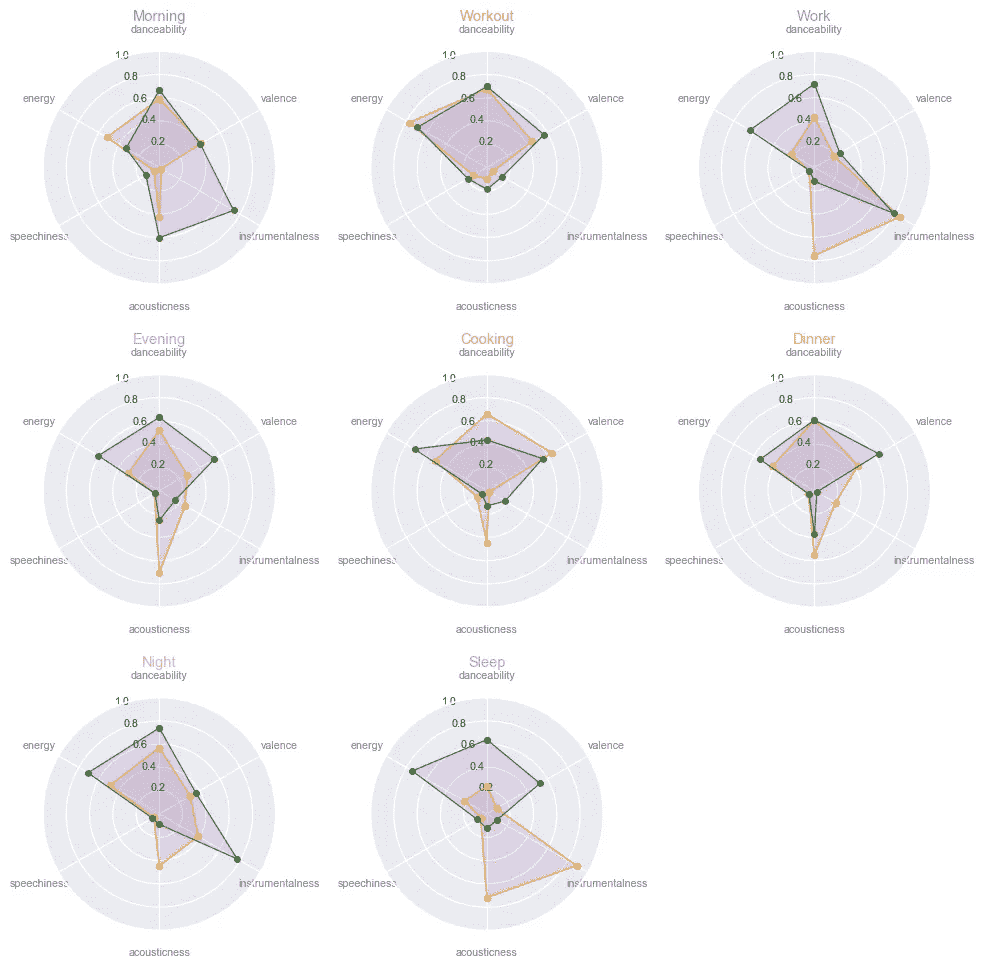 Morning
danceability
1.0
0.8
energy
valence
0.6
0.4
0.2
speechiness
instrumentalness
acousticness
Workout
danceability
1.0
0.8
energy
valence
0.6
0.4
0.2
speechiness
instrumentalness
acousticness
Work
danceability
1.0
0.8
energy
valence
0.6
0.4
0.2
speechiness
instrumentalness
acousticness
Evening
danceability
1.0
0.8
energy
valence
0.6
0.4
0.2
speechiness
instrumentalness
acousticness
Cooking
danceability
1.0
0.8
energy
valence
0.6
0.4
0.2
speechiness
instrumentalness
acousticness
Dinner
danceability
1.0
0.8
energy
valence
0.6
0.4
0.2
speechiness
instrumentalness
acousticness
Night
danceability
1.0
0.8
energy
valence
0.6
0.4
0.2
speechiness
instrumentalness
acousticness
Sleep
danceability
1.0
0.8
energy
valence
0.6
0.4
0.2
speechiness
instrumentalness
acousticness